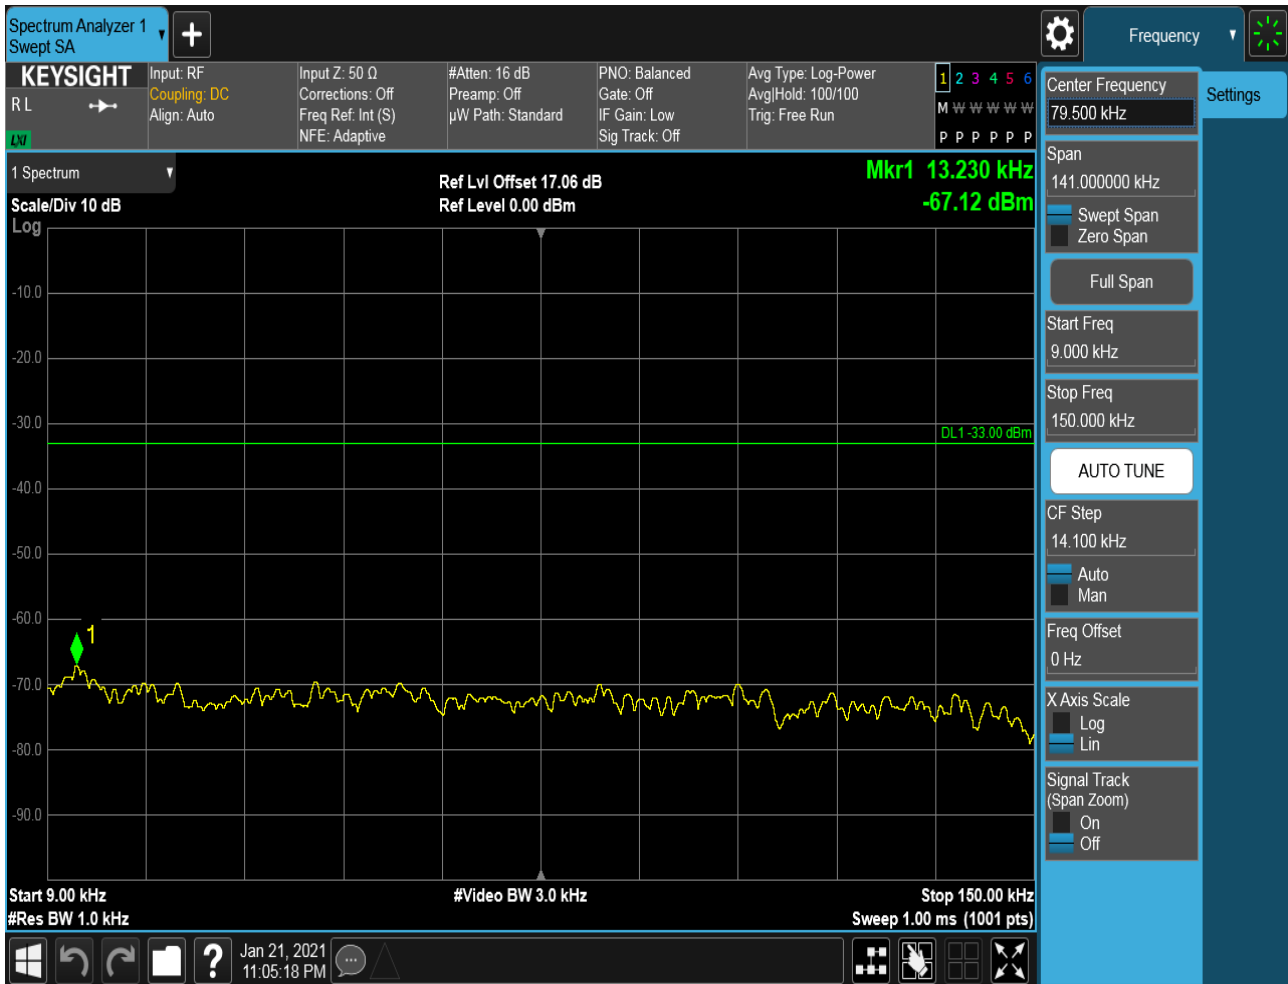 Spectrum Analyzer 1
Swept SA
+
Frequency
KEYSIGHT
R L
LXI
Input: RF
Coupling: DC
Align: Auto
Input Z: 50 Ω
Corrections: Off
Freq Ref: Int (S)
NFE: Adaptive
#Atten: 16 dB
Preamp: Off
µW Path: Standard
PNO: Balanced
Gate: Off
IF Gain: Low
Sig Track: Off
Avg Type: Log-Power
Avg|Hold: 100/100
Trig: Free Run
1 2 3 4 5 6
M W W W W W
P P P P P P
1 Spectrum
Scale/Div 10 dB
Log
Ref Lvl Offset 17.06 dB
Ref Level 0.00 dBm
Mkr1 13.230 kHz
-67.12 dBm
-10.0
-20.0
-30.0
DL1 -33.00 dBm
-40.0
-50.0
-60.0
1
-70.0
-80.0
-90.0
Start 9.00 kHz
#Video BW 3.0 kHz
Stop 150.00 kHz
#Res BW 1.0 kHz
Sweep 1.00 ms (1001 pts)
?
Jan 21, 2021
11:05:18 PM
Center Frequency
79.500 kHz
Settings
Span
141.000000 kHz
Swept Span
Zero Span
Full Span
Start Freq
9.000 kHz
Stop Freq
150.000 kHz
AUTO TUNE
CF Step
14.100 kHz
Auto
Man
Freq Offset
0 Hz
X Axis Scale
Log
Lin
Signal Track
(Span Zoom)
On
Off